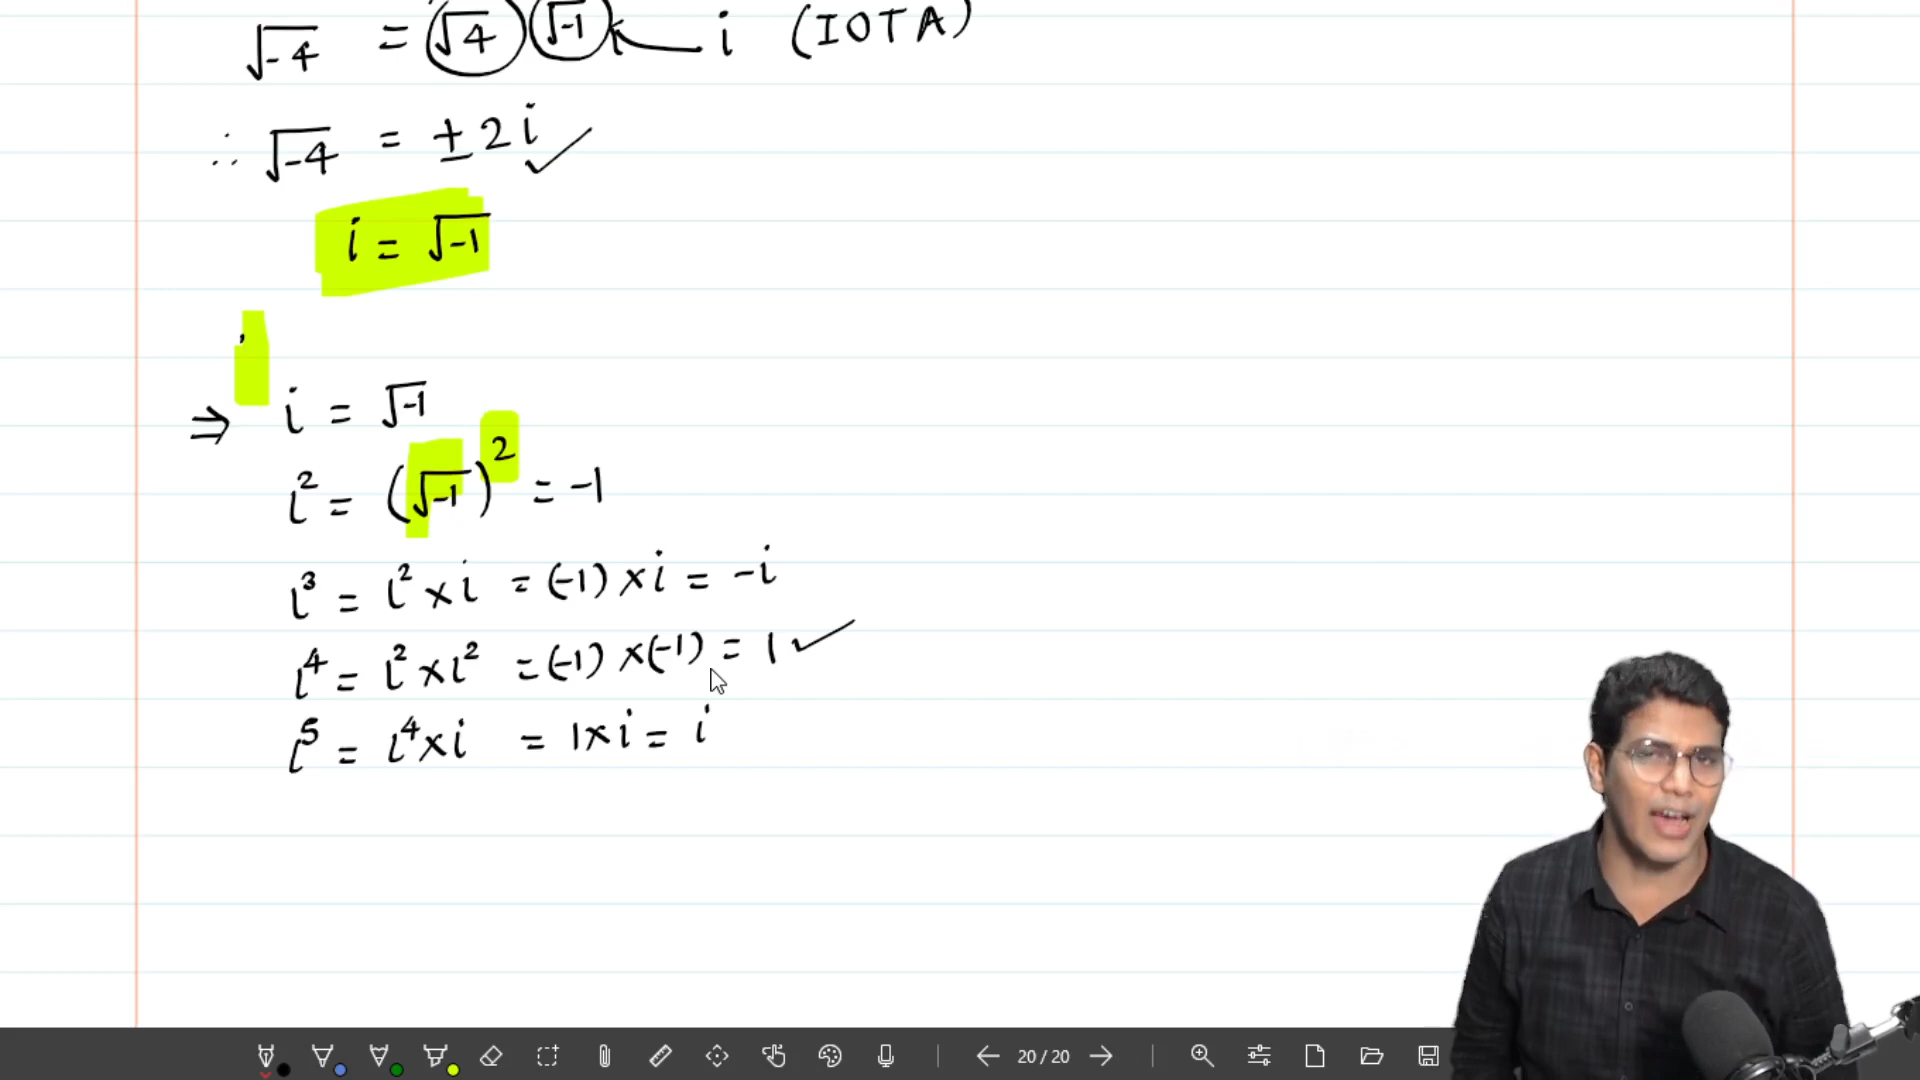 √-4 = √4 √-1 i (IOTA)
∴ √-4 = ±2i
i = √-1
⇒ i = √-1
i² = (√-1)² = -1
i³ = i² × i = (-1) × i = -i
i⁴ = i² × i² = (-1) × (-1) = 1
i⁵ = i⁴ × i = 1 × i = i
20 / 20